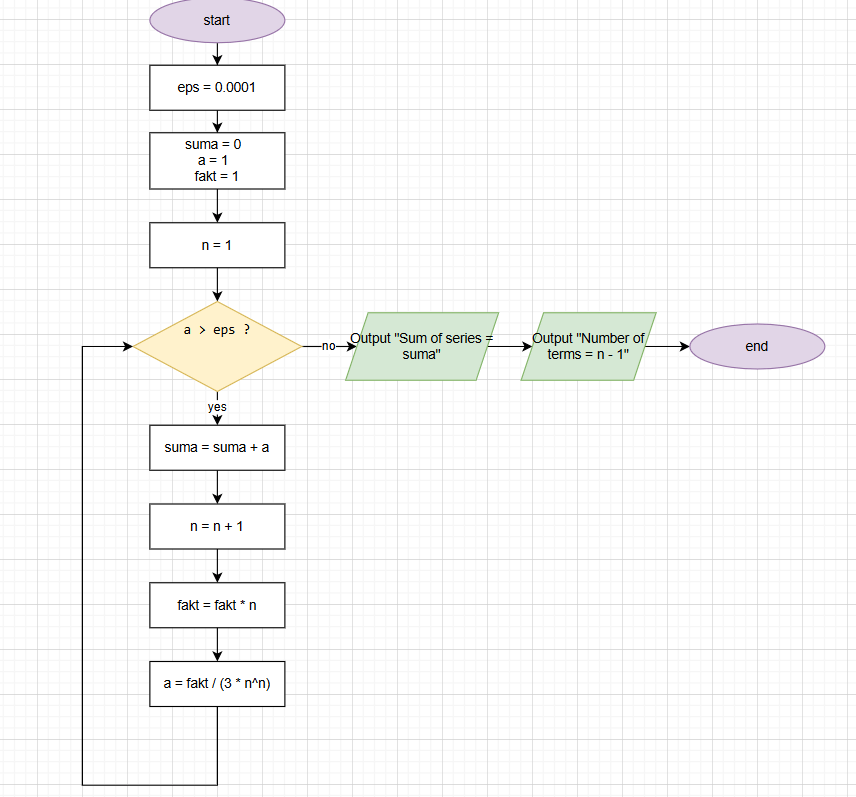 start
eps = 0.0001
suma = 0
a = 1
fakt = 1
n = 1
a > eps ?
no
Output "Sum of series =
suma"
Output "Number of
terms = n - 1"
end
yes
suma = suma + a
n = n + 1
fakt = fakt * n
a = fakt / (3 * n^n)